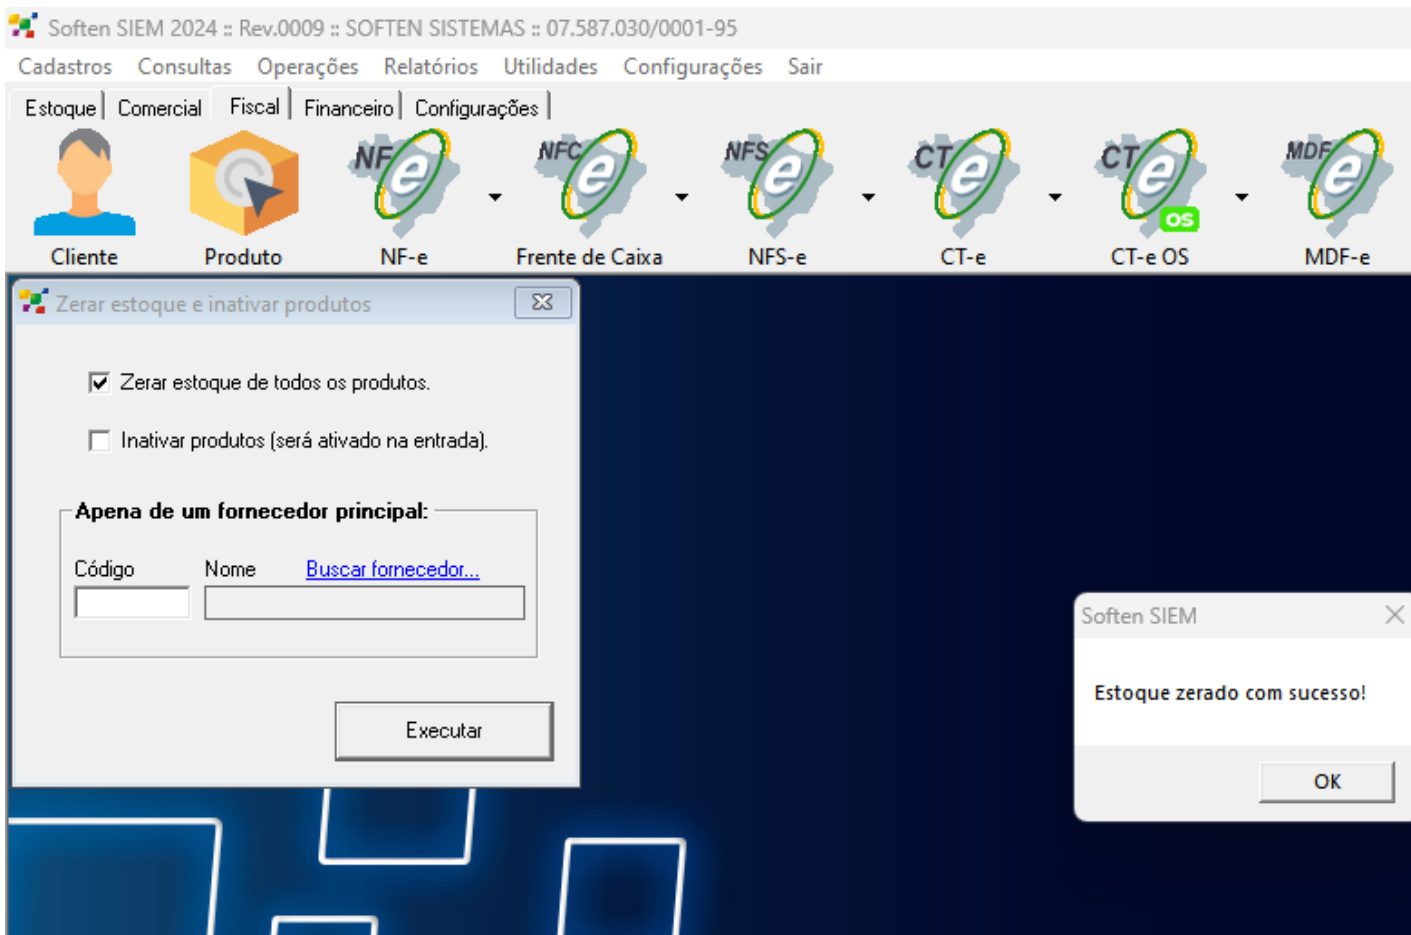 Soften SIEM 2024 :: Rev.0009 :: SOFTEN SISTEMAS :: 07.587.030/0001-95
Cadastros Consultas Operações Relatórios Utilidades Configurações Sair
Estoque Comercial Fiscal Financeiro Configurações
NF e NFC e NFS e CT e CT e OS MDF e
Cliente Produto NF-e Frente de Caixa NFS-e CT-e CT-e OS MDF-e
Zerar estoque e inativar produtos
Zerar estoque de todos os produtos.
Inativar produtos (será ativado na entrada).
Apena de um fornecedor principal:
Código Nome Buscar fornecedor...
Executar
Soften SIEM
Estoque zerado com sucesso!
OK